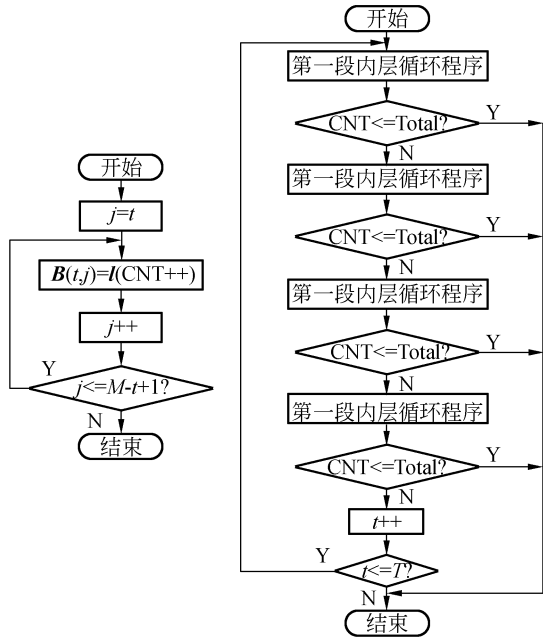 开始
j=t
B(t,j)=l(CNT++)
j++
Y
j<=M-t+1?
N
结束
开始
第一段内层循环程序
CNT<=Total?
Y
N
第一段内层循环程序
CNT<=Total?
Y
N
第一段内层循环程序
CNT<=Total?
Y
N
第一段内层循环程序
CNT<=Total?
Y
N
t++
Y
t<=T?
N
结束